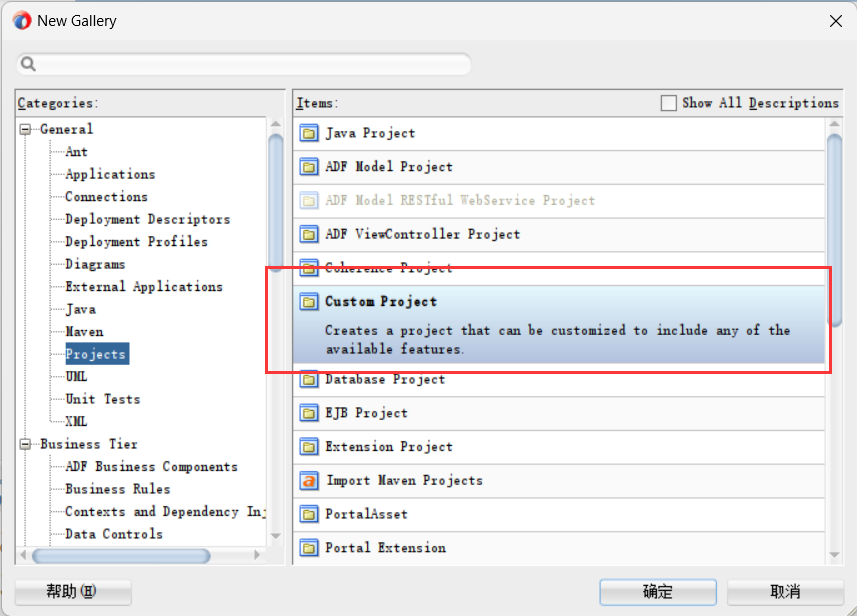 New Gallery
Categories:
General
Ant
Applications
Connections
Deployment Descriptors
Deployment Profiles
Diagrams
External Applications
Java
Maven
Projects
UML
Unit Tests
XML
Business Tier
ADF Business Components
Business Rules
Contexts and Dependency Inj
Data Controls
Items:
Show All Descriptions
Java Project
ADF Model Project
ADF Model RESTful WebService Project
ADF ViewController Project
Coherence Project
Custom Project
Creates a project that can be customized to include any of the
available features.
Database Project
EJB Project
Extension Project
Import Maven Projects
PortalAsset
Portal Extension
帮助(H)
确定
取消